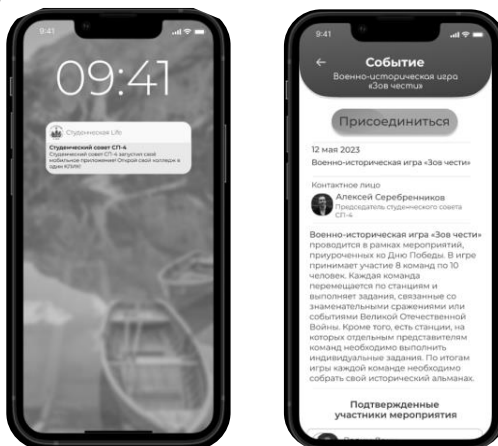 9:41
09:41
Студенческая Life
Студенческий совет СП-4
Студенческий совет СП-4 запустил своё
мобильное приложение! Открой свой колледж в
один КЛИК!
9:41
Событие
Военно-историческая игра
«Зов чести»
Присоединиться
12 мая 2023
Военно-историческая игра «Зов чести»
Контактное лицо
Алексей Серебренников
Председатель студенческого совета
СП-4
Военно-историческая игра «Зов чести»
проводится в рамках мероприятий,
приуроченных ко Дню Победы. В игре
принимает участие 8 команд по 10
человек. Каждая команда
перемещается по станциям и
выполняет задания, связанные со
знаменательными сражениями или
событиями Великой Отечественной
Войны. Кроме того, есть станции, на
которых отдельным представителям
команд необходимо выполнить
индивидуальные задания. По итогам
игры каждой команде необходимо
собрать свой исторический альманах.
Подтвержденные
участники мероприятия